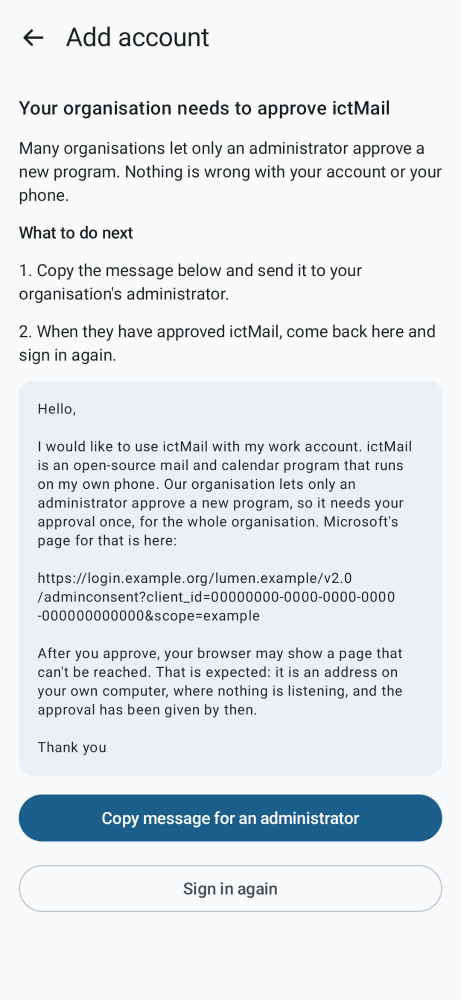 Add account
Your organisation needs to approve ictMail
Many organisations let only an administrator approve a
new program. Nothing is wrong with your account or your
phone.
What to do next
1. Copy the message below and send it to your
organisation's administrator.
2. When they have approved ictMail, come back here and
sign in again.
Hello,
I would like to use ictMail with my work account. ictMail
is an open-source mail and calendar program that runs
on my own phone. Our organisation lets only an
administrator approve a new program, so it needs your
approval once, for the whole organisation. Microsoft's
page for that is here:
https://login.example.org/lumen.example/v2.0
/adminconsent?client_id=00000000-0000-0000-0000
-000000000000&scope=example
After you approve, your browser may show a page that
can't be reached. That is expected: it is an address on
your own computer, where nothing is listening, and the
approval has been given by then.
Thank you
Copy message for an administrator
Sign in again